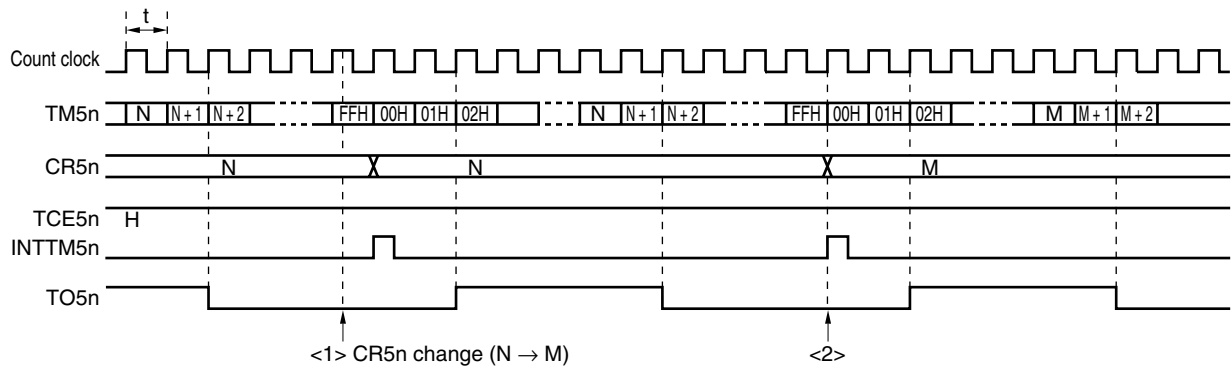 t
Count clock
TM5n N N + 1 N + 2 FFH 00H 01H 02H N N + 1 N + 2 FFH 00H 01H 02H M M + 1 M + 2
CR5n N N M
TCE5n H
INTTM5n
TO5n
<1> CR5n change (N → M) <2>